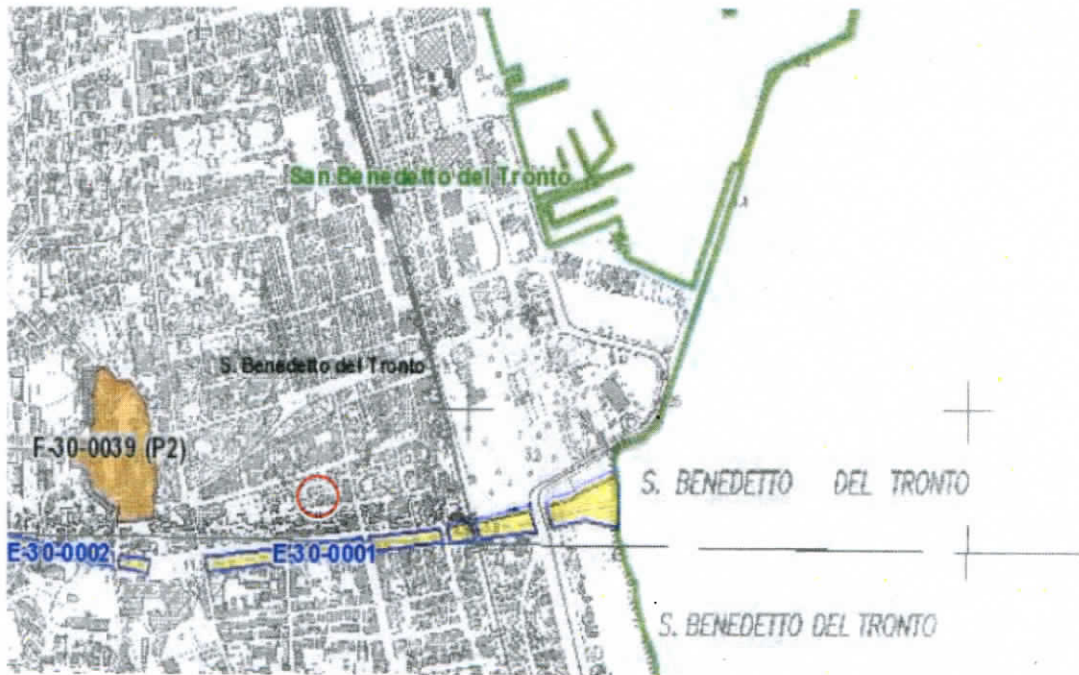 San Benedetto del Tronto
S. Benedetto del Tronto
F-30-0039 (P2)
S. BENEDETTO DEL TRONTO
E-30-0002
E-30-0001
S. BENEDETTO DEL TRONTO